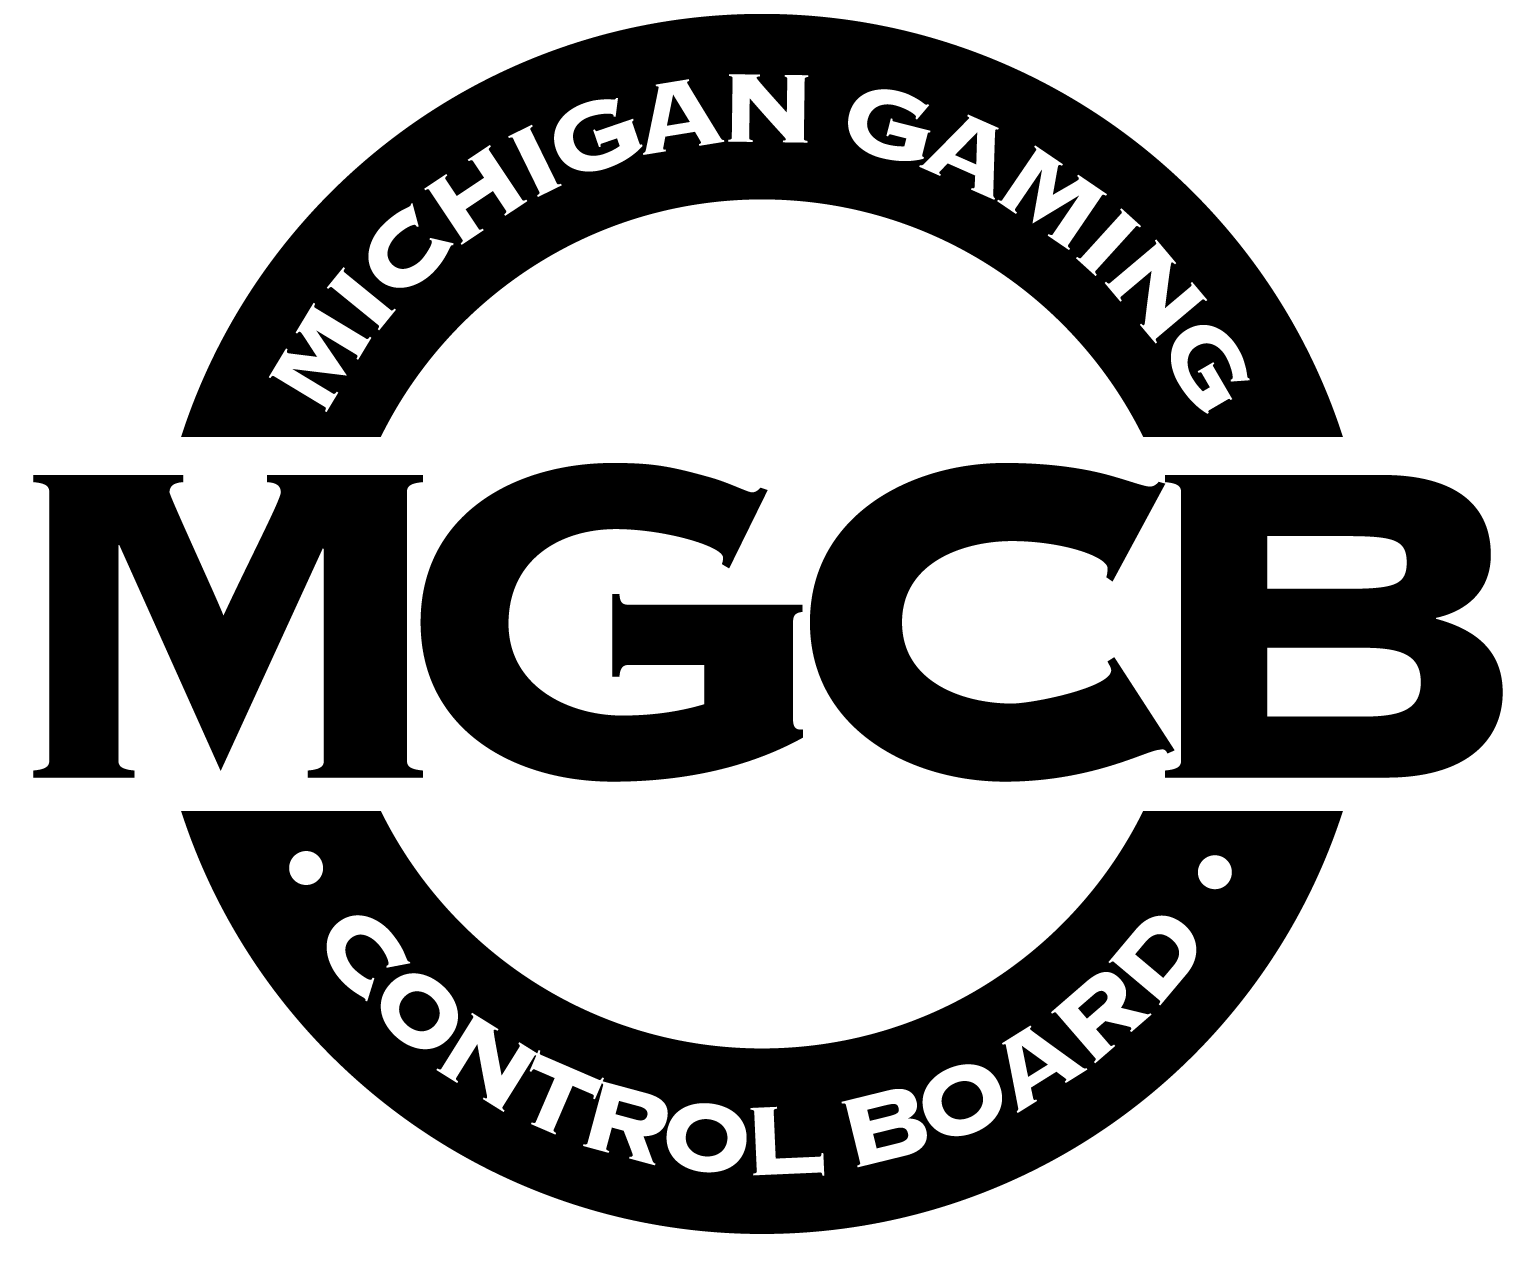 MICHIGAN GAMING
MGCB
• CONTROL BOARD •